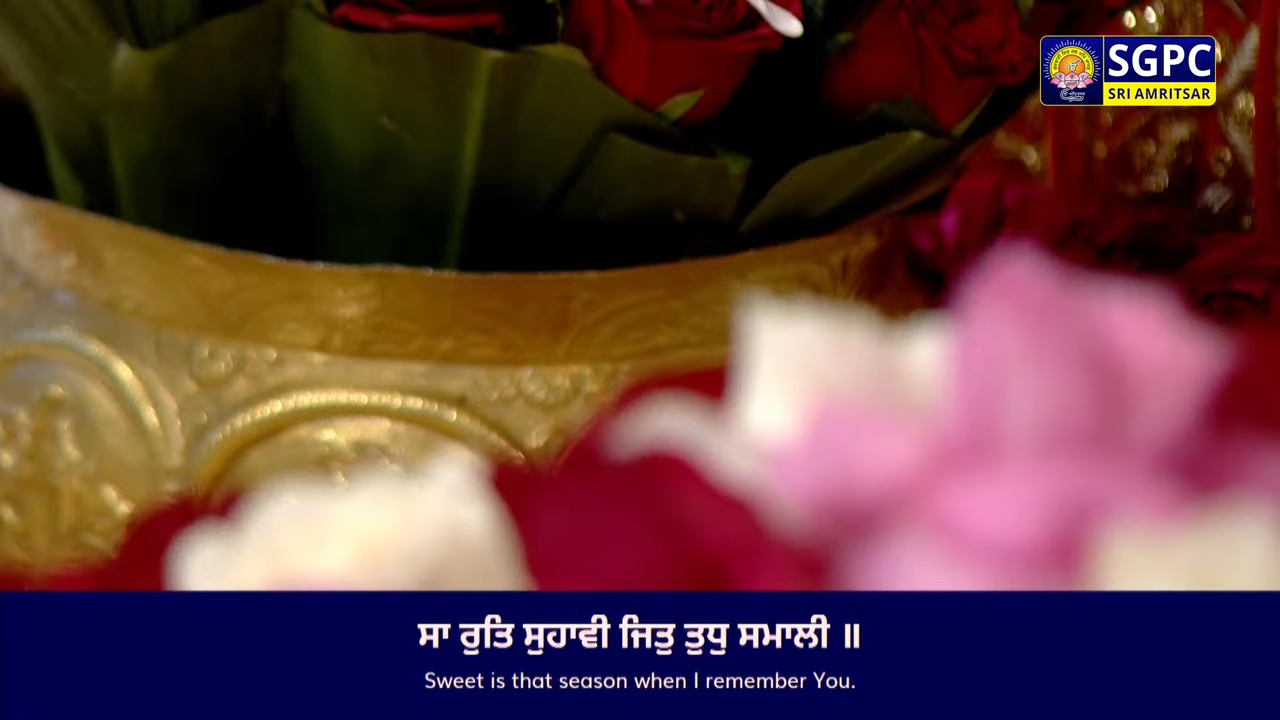 SGPC
SRI AMRITSAR
ਸਾ ਰੁਤਿ ਸੁਹਾਵੀ ਜਿਤੁ ਤੁਧੁ ਸਮਾਲੀ ॥
Sweet is that season when I remember You.